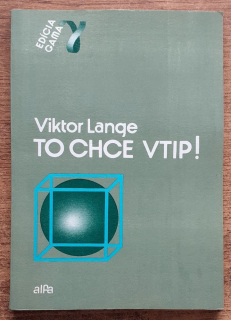 EDÍCIA
GAMA
γ
Viktor Lange
TO CHCE VTIP!
alfa